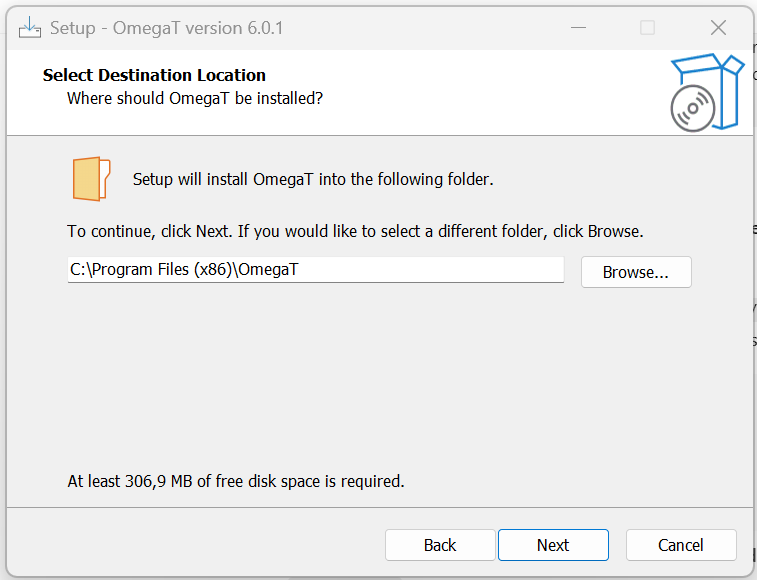 Setup - OmegaT version 6.0.1
Select Destination Location
Where should OmegaT be installed?
Setup will install OmegaT into the following folder.
To continue, click Next. If you would like to select a different folder, click Browse.
C:\Program Files (x86)\OmegaT
Browse...
At least 306,9 MB of free disk space is required.
Back
Next
Cancel